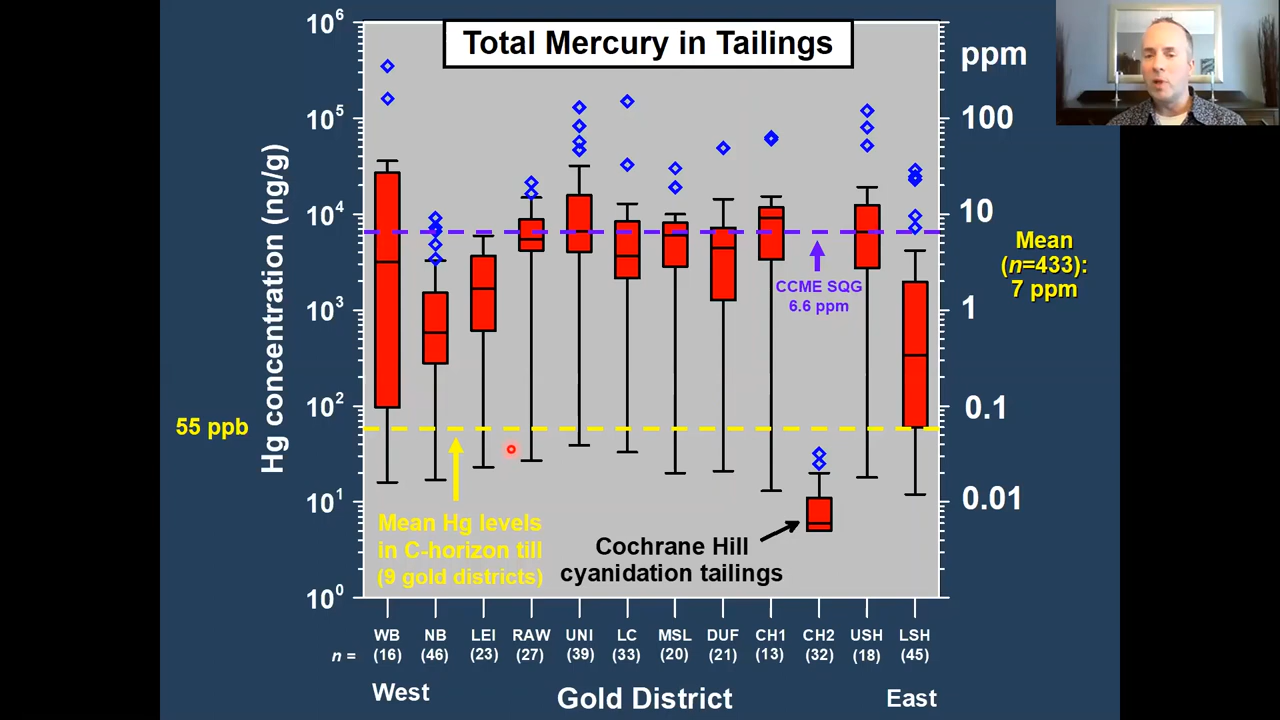 Total Mercury in Tailings
ppm
Hg concentration (ng/g)
10⁶
10⁵
10⁴
10³
10²
10¹
10⁰
100
10
1
0.1
0.01
Mean
(n=433):
7 ppm
CCME SQG
6.6 ppm
55 ppb
Mean Hg levels
in C-horizon till
(9 gold districts)
Cochrane Hill
cyanidation tailings
WB NB LEI RAW UNI LC MSL DUF CH1 CH2 USH LSH
n = (16) (46) (23) (27) (39) (33) (20) (21) (13) (32) (18) (45)
West Gold District East